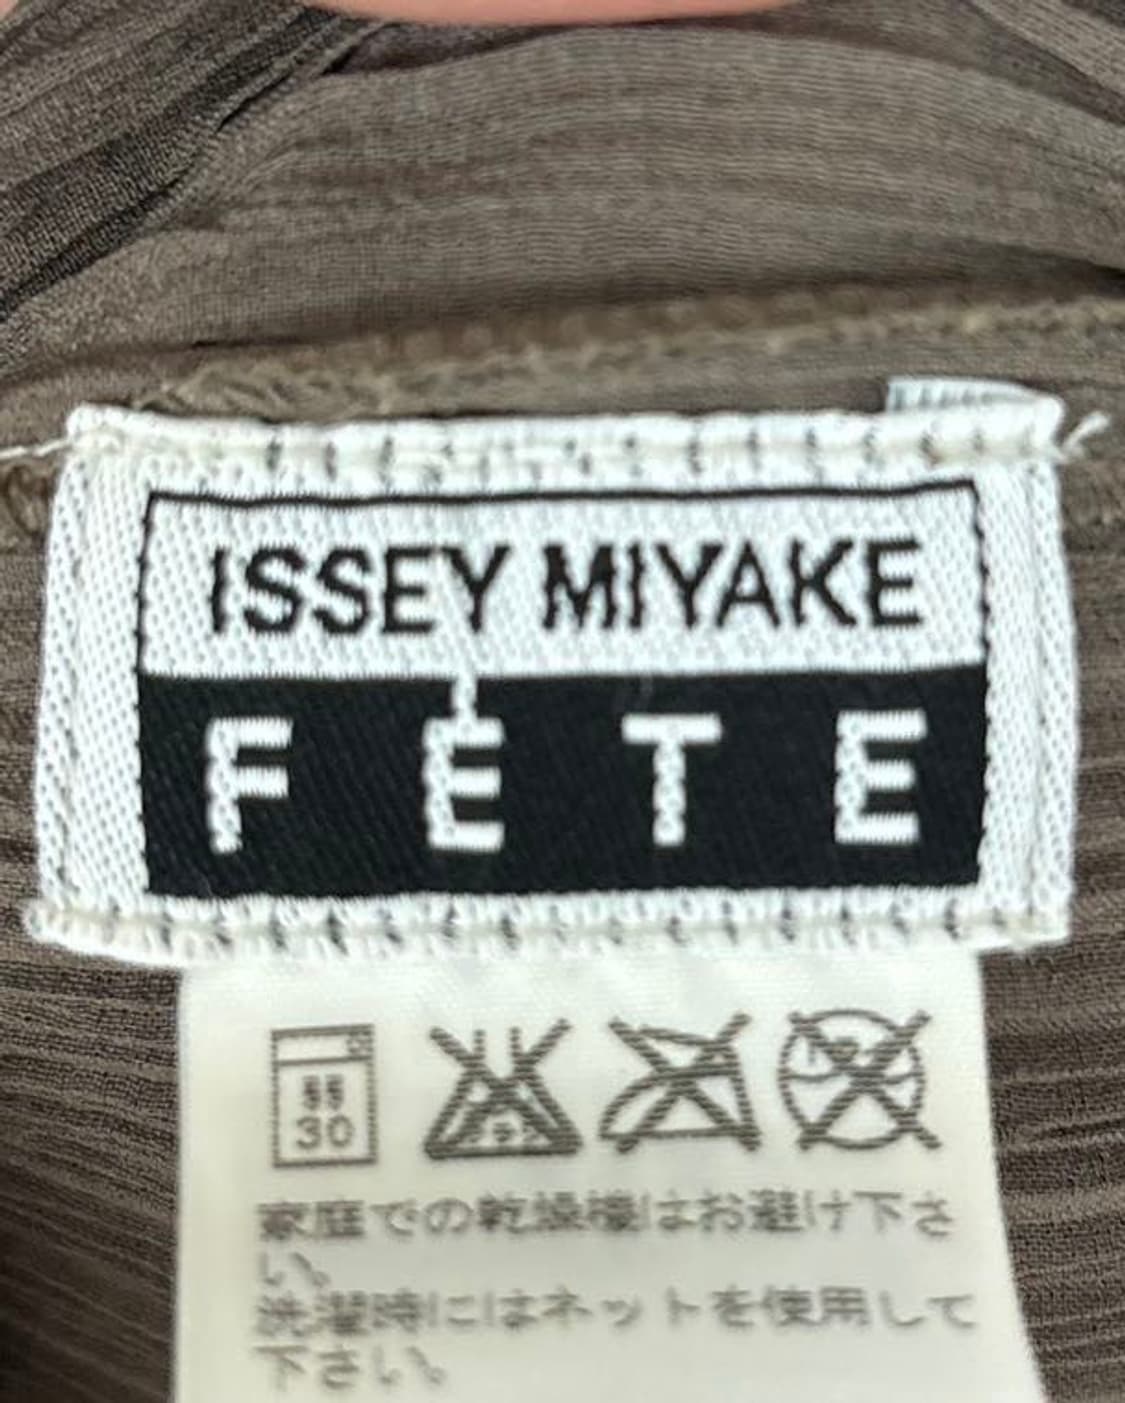 ISSEY MIYAKE
FÊTE
弱
30
家庭での乾燥機はお避け下さ
い。
洗濯時にはネットを使用して
下さい。